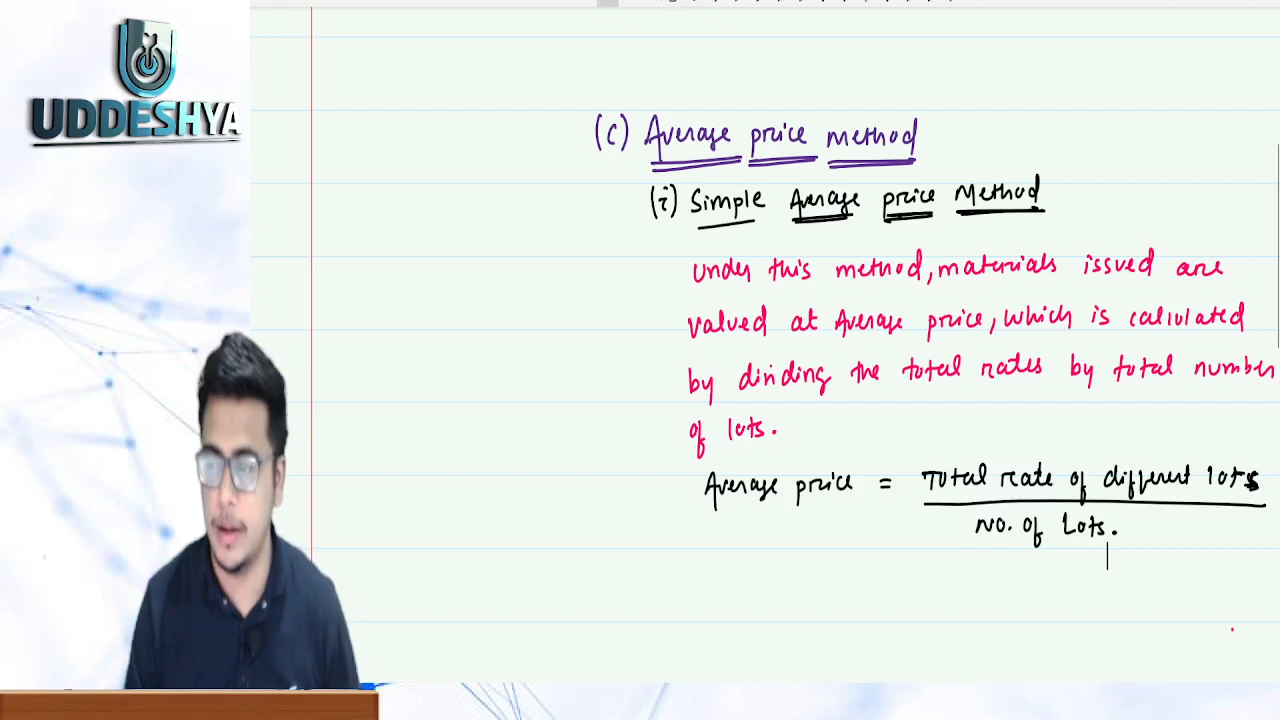 UDDESHYA
(c) Average price method
(i) Simple Average price Method
Under this method, materials issued are
valued at Average price, which is calculated
by dividing the total rates by total number
of lots.
Average price = Total rate of different lots
No. of Lots.